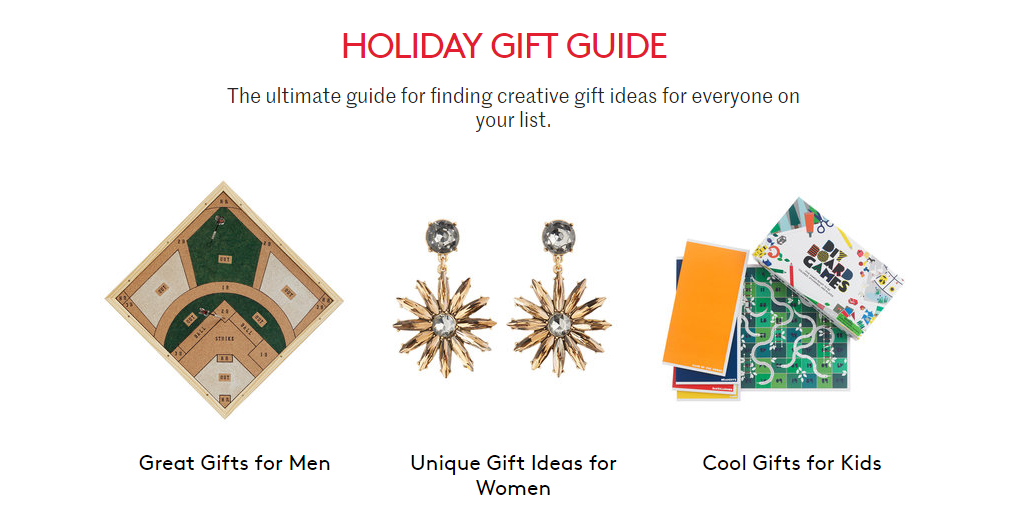 HOLIDAY GIFT GUIDE
The ultimate guide for finding creative gift ideas for everyone on
your list.
OUT
OUT
OUT
OUT
OUT
BALL
BALL
STRIKE
OUT
DIY
BOARD
GAMES
Great Gifts for Men
Unique Gift Ideas for
Women
Cool Gifts for Kids